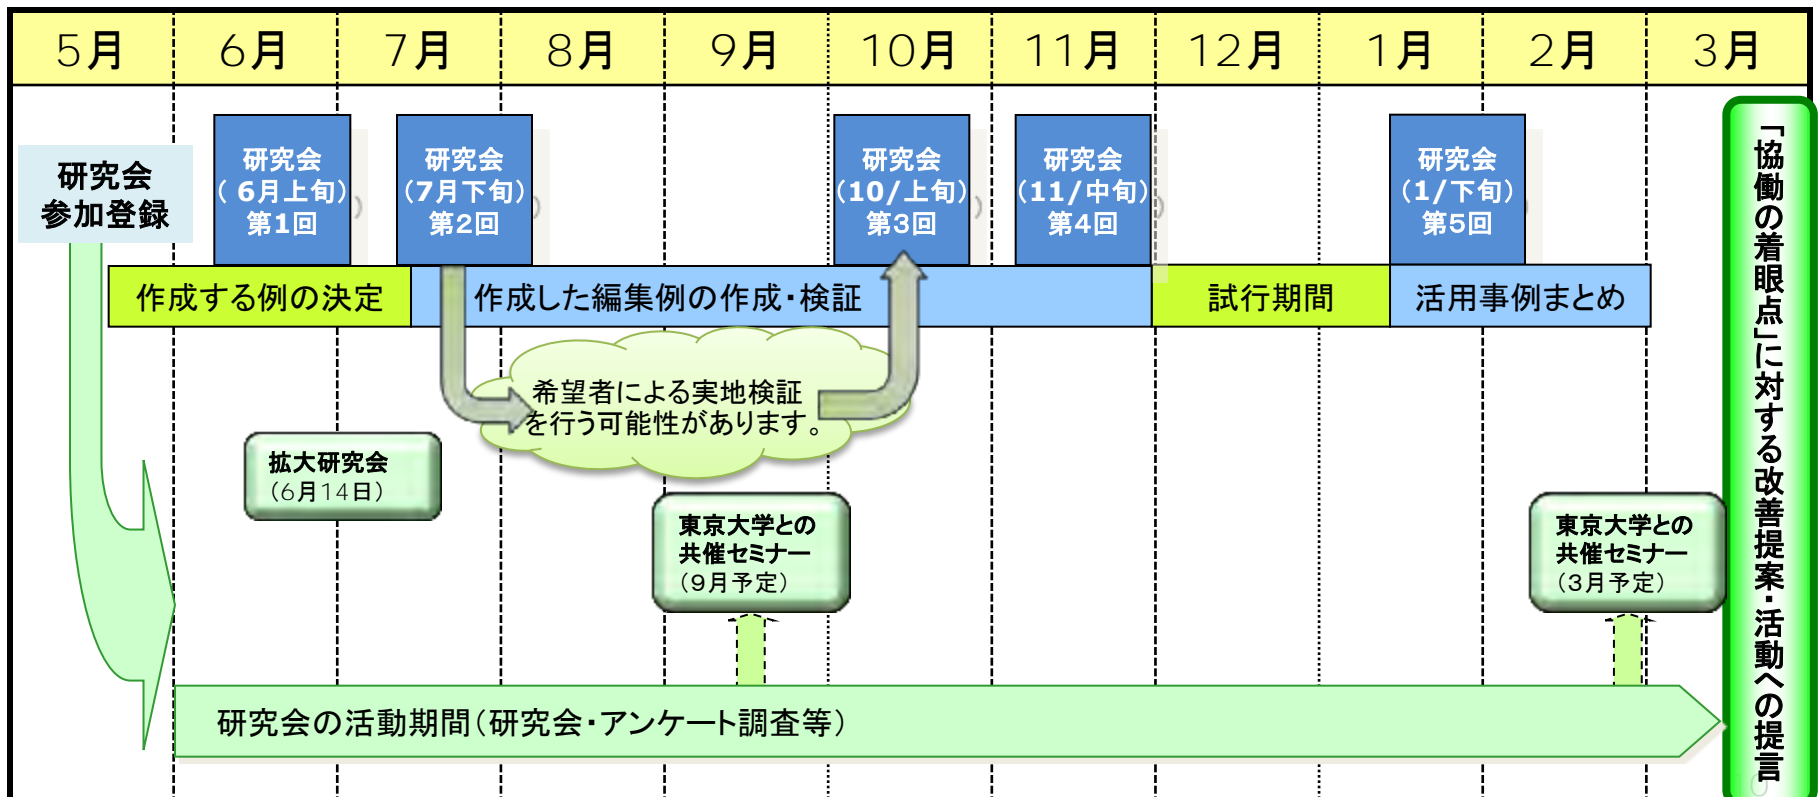 5月 6月 7月 8月 9月 10月 11月 12月 1月 2月 3月
研究会
参加登録
研究会
（ 6月上旬）
第1回
研究会
（7月下旬）
第2回
研究会
（10/上旬）
第3回
研究会
（11/中旬）
第4回
研究会
（1/下旬）
第5回
作成する例の決定
作成した編集例の作成・検証
試行期間
活用事例まとめ
希望者による実地検証
を行う可能性があります。
拡大研究会
（6月14日）
東京大学との
共催セミナー
（9月予定）
東京大学との
共催セミナー
（3月予定）
研究会の活動期間（研究会・アンケート調査等）
「協働の着眼点」に対する改善提案・活動への提言